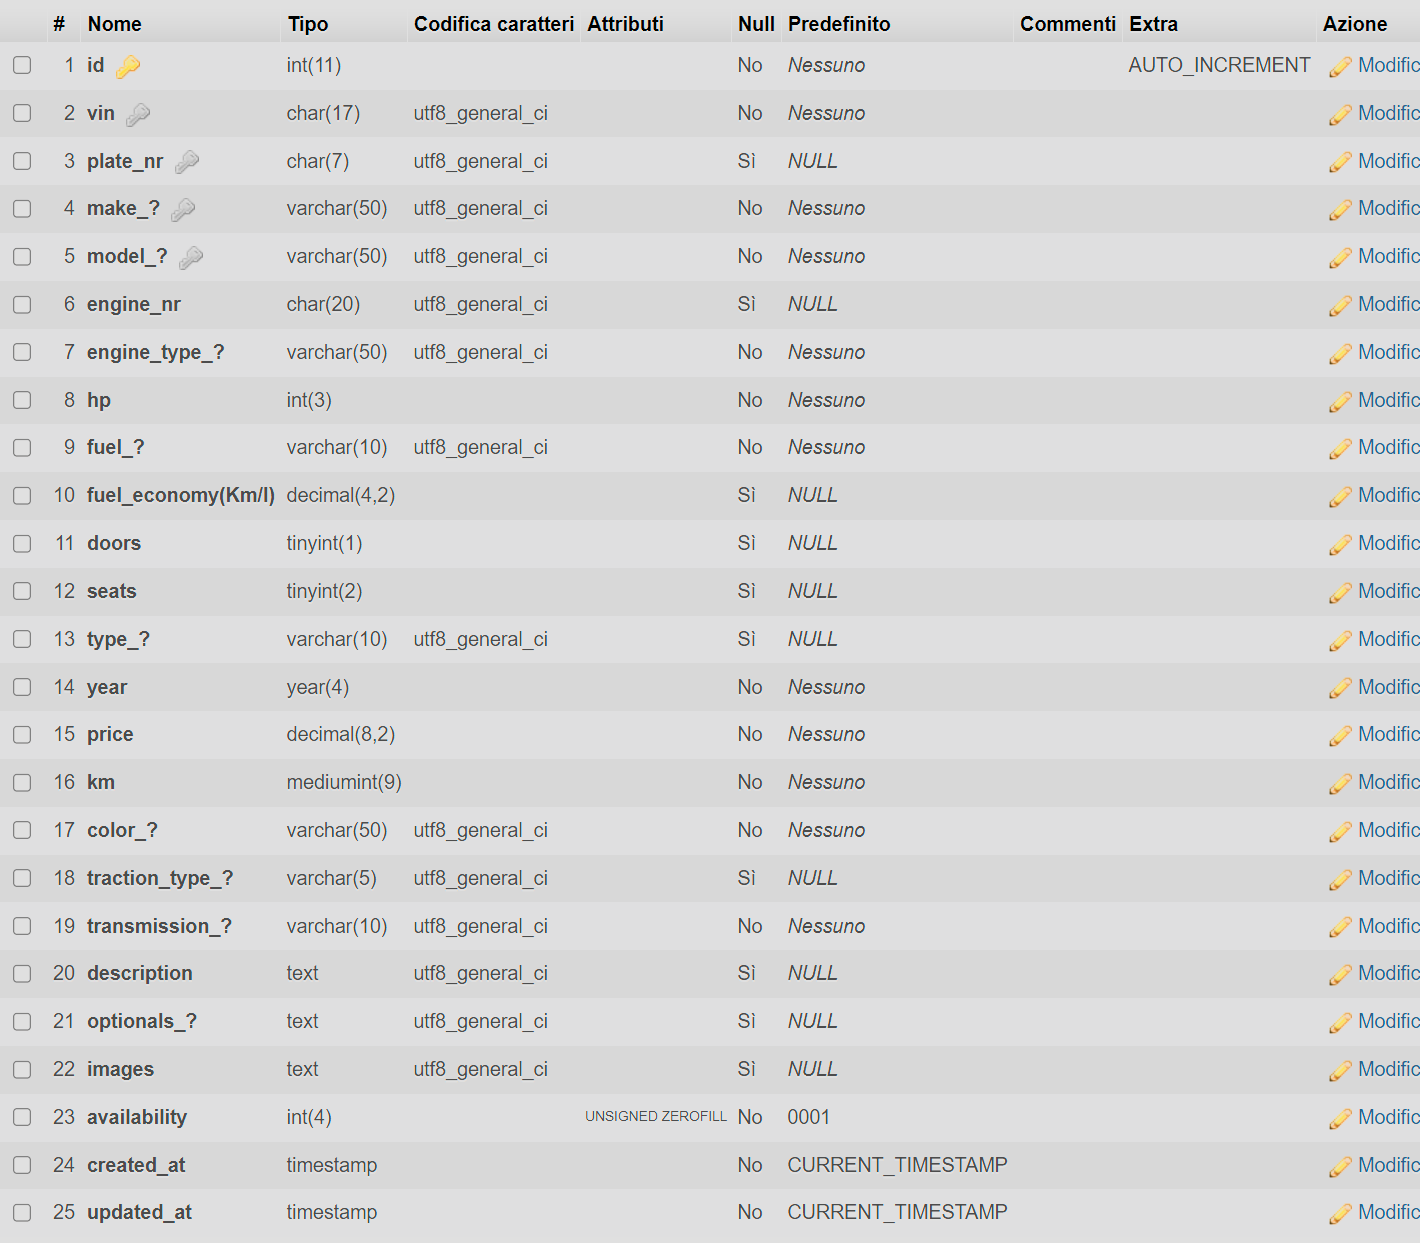 # Nome Tipo Codifica caratteri Attributi Null Predefinito Commenti Extra Azione
1 id int(11) No Nessuno AUTO_INCREMENT Modific
2 vin char(17) utf8_general_ci No Nessuno Modific
3 plate_nr char(7) utf8_general_ci Sì NULL Modific
4 make_? varchar(50) utf8_general_ci No Nessuno Modific
5 model_? varchar(50) utf8_general_ci No Nessuno Modific
6 engine_nr char(20) utf8_general_ci Sì NULL Modific
7 engine_type_? varchar(50) utf8_general_ci No Nessuno Modific
8 hp int(3) No Nessuno Modific
9 fuel_? varchar(10) utf8_general_ci No Nessuno Modific
10 fuel_economy(Km/l) decimal(4,2) Sì NULL Modific
11 doors tinyint(1) Sì NULL Modific
12 seats tinyint(2) Sì NULL Modific
13 type_? varchar(10) utf8_general_ci Sì NULL Modific
14 year year(4) No Nessuno Modific
15 price decimal(8,2) No Nessuno Modific
16 km mediumint(9) No Nessuno Modific
17 color_? varchar(50) utf8_general_ci No Nessuno Modific
18 traction_type_? varchar(5) utf8_general_ci Sì NULL Modific
19 transmission_? varchar(10) utf8_general_ci No Nessuno Modific
20 description text utf8_general_ci Sì NULL Modific
21 optionals_? text utf8_general_ci Sì NULL Modific
22 images text utf8_general_ci Sì NULL Modific
23 availability int(4) UNSIGNED ZEROFILL No 0001 Modific
24 created_at timestamp No CURRENT_TIMESTAMP Modific
25 updated_at timestamp No CURRENT_TIMESTAMP Modific